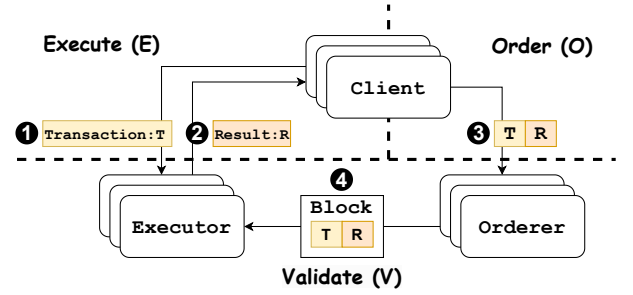 Execute (E)
Order (O)
Client
1 Transaction:T
2 Result:R
3 T R
4
Block
T R
Executor
Orderer
Validate (V)